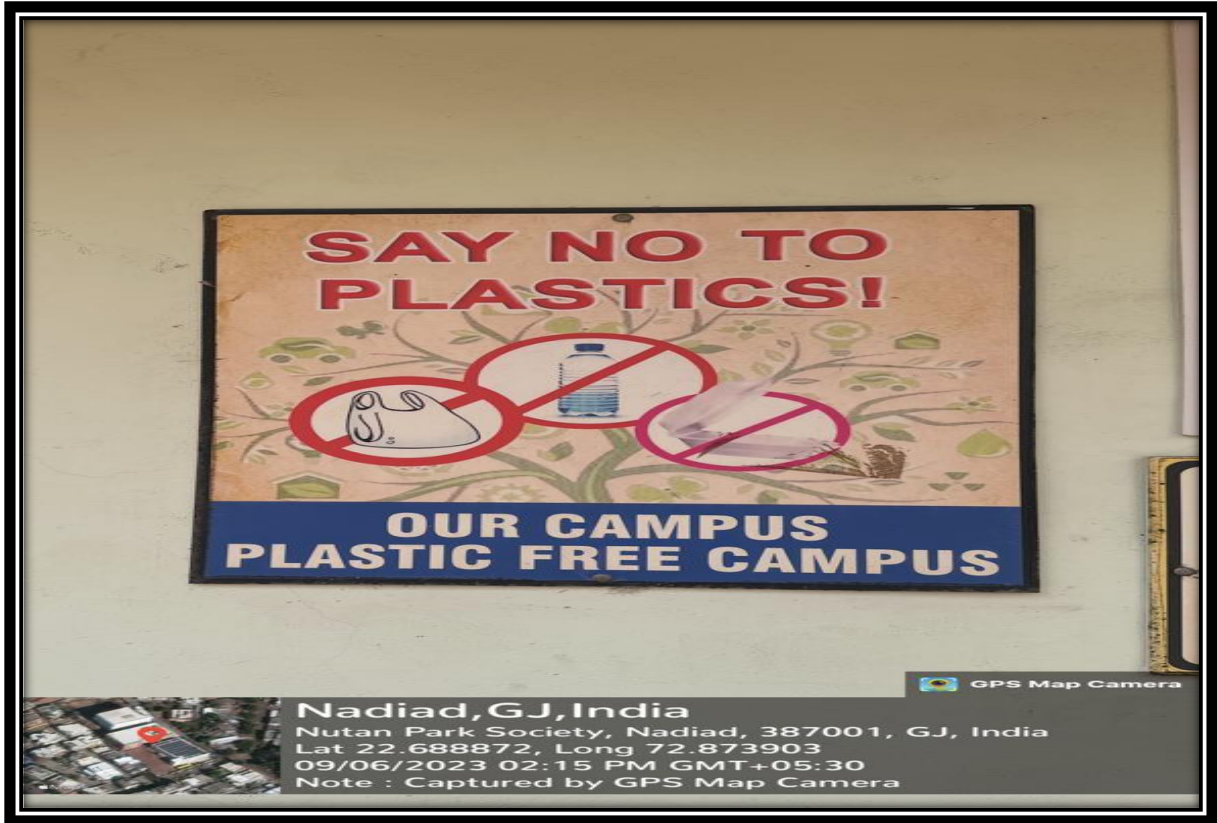 SAY NO TO
PLASTICS!
OUR CAMPUS
PLASTIC FREE CAMPUS
GPS Map Camera
Nadiad,GJ,India
Nutan Park Society, Nadiad, 387001, GJ, India
Lat 22.688872, Long 72.873903
09/06/2023 02:15 PM GMT+05:30
Note : Captured by GPS Map Camera